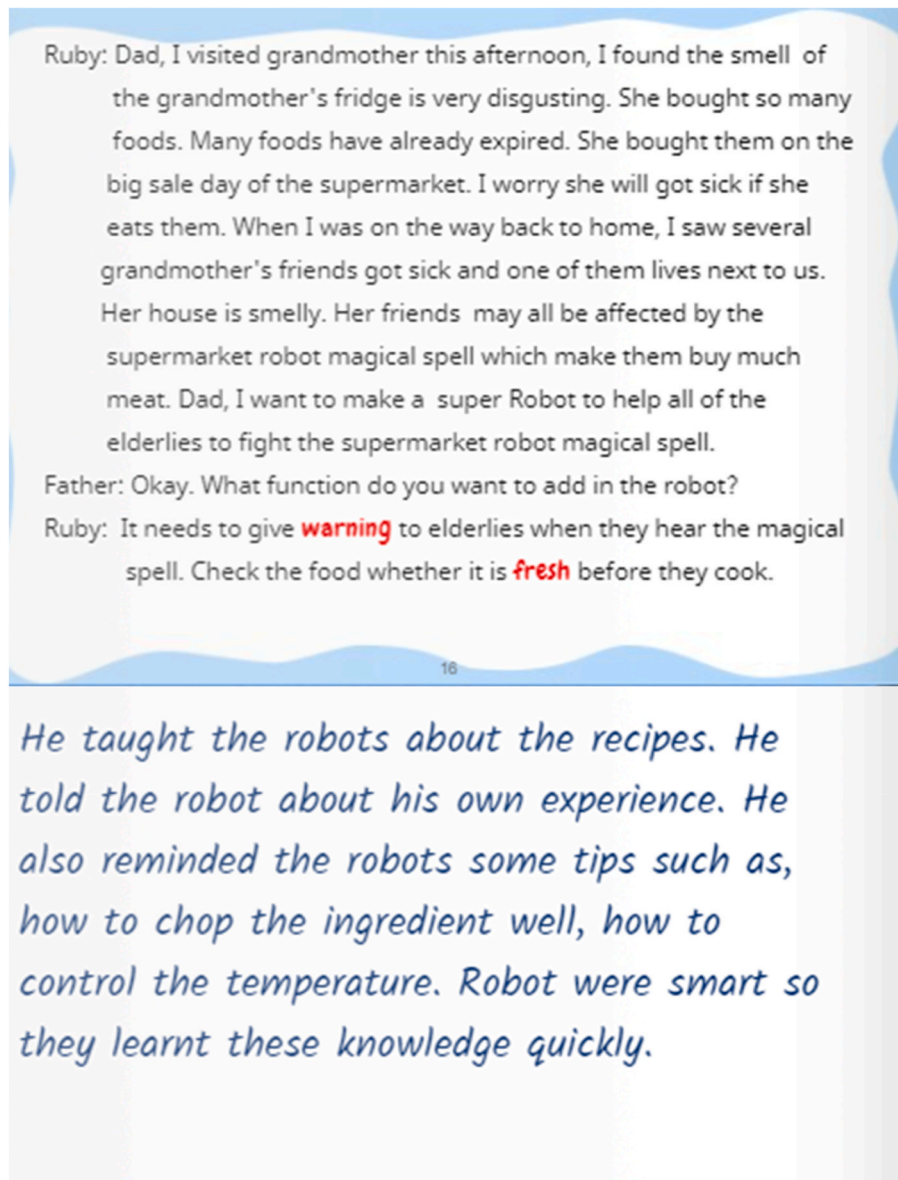 Ruby: Dad, I visited grandmother this afternoon, I found the smell of
the grandmother's fridge is very disgusting. She bought so many
foods. Many foods have already expired. She bought them on the
big sale day of the supermarket. I worry she will got sick if she
eats them. When I was on the way back to home, I saw several
grandmother's friends got sick and one of them lives next to us.
Her house is smelly. Her friends may all be affected by the
supermarket robot magical spell which make them buy much
meat. Dad, I want to make a super Robot to help all of the
elderlies to fight the supermarket robot magical spell.
Father: Okay. What function do you want to add in the robot?
Ruby: It needs to give warning to elderlies when they hear the magical
spell. Check the food whether it is fresh before they cook.
16
He taught the robots about the recipes. He
told the robot about his own experience. He
also reminded the robots some tips such as,
how to chop the ingredient well, how to
control the temperature. Robot were smart so
they learnt these knowledge quickly.